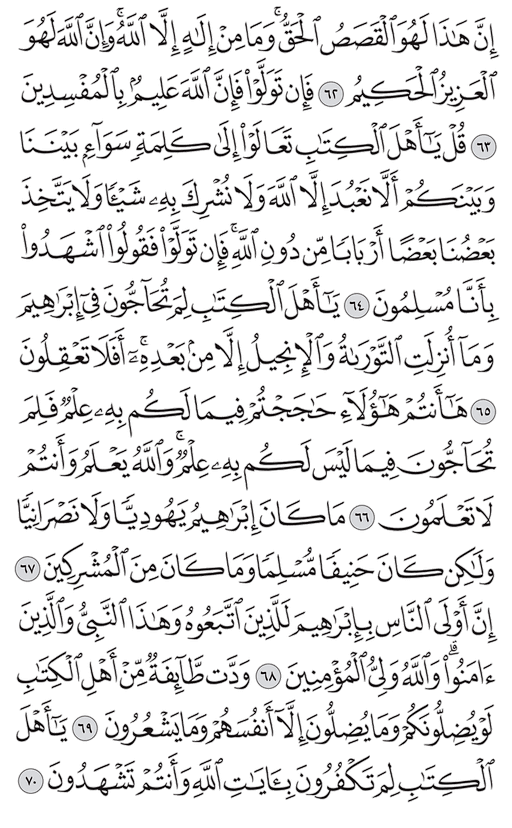 إِنَّ هَٰذَا لَهُوَ ٱلْقَصَصُ ٱلْحَقُّ ۚ وَمَا مِنْ إِلَٰهٍ إِلَّا ٱللَّهُ ۚ وَإِنَّ ٱللَّهَ لَهُوَ
ٱلْعَزِيزُ ٱلْحَكِيمُ ٦٢ فَإِن تَوَلَّوْا۟ فَإِنَّ ٱللَّهَ عَلِيمٌۢ بِٱلْمُفْسِدِينَ
٦٣ قُلْ يَٰٓأَهْلَ ٱلْكِتَٰبِ تَعَالَوْا۟ إِلَىٰ كَلِمَةٍ سَوَآءٍۭ بَيْنَنَا
وَبَيْنَكُمْ أَلَّا نَعْبُدَ إِلَّا ٱللَّهَ وَلَا نُشْرِكَ بِهِۦ شَيْـًٔا وَلَا يَتَّخِذَ
بَعْضُنَا بَعْضًا أَرْبَابًا مِّن دُونِ ٱللَّهِ ۚ فَإِن تَوَلَّوْا۟ فَقُولُوا۟ ٱشْهَدُوا۟
بِأَنَّا مُسْلِمُونَ ٦٤ يَٰٓأَهْلَ ٱلْكِتَٰبِ لِمَ تُحَآجُّونَ فِىٓ إِبْرَٰهِيمَ
وَمَآ أُنزِلَتِ ٱلتَّوْرَىٰةُ وَٱلْإِنجِيلُ إِلَّا مِنۢ بَعْدِهِۦٓ ۚ أَفَلَا تَعْقِلُونَ
٦٥ هَٰٓأَنتُمْ هَٰٓؤُلَآءِ حَٰجَجْتُمْ فِيمَا لَكُم بِهِۦ عِلْمٌ فَلِمَ
تُحَآجُّونَ فِيمَا لَيْسَ لَكُم بِهِۦ عِلْمٌ ۚ وَٱللَّهُ يَعْلَمُ وَأَنتُمْ
لَا تَعْلَمُونَ ٦٦ مَا كَانَ إِبْرَٰهِيمُ يَهُودِيًّا وَلَا نَصْرَانِيًّا
وَلَٰكِن كَانَ حَنِيفًا مُّسْلِمًا وَمَا كَانَ مِنَ ٱلْمُشْرِكِينَ ٦٧
إِنَّ أَوْلَى ٱلنَّاسِ بِإِبْرَٰهِيمَ لَلَّذِينَ ٱتَّبَعُوهُ وَهَٰذَا ٱلنَّبِىُّ وَٱلَّذِينَ
ءَامَنُوا۟ ۗ وَٱللَّهُ وَلِىُّ ٱلْمُؤْمِنِينَ ٦٨ وَدَّت طَّآئِفَةٌ مِّنْ أَهْلِ ٱلْكِتَٰبِ
لَوْ يُضِلُّونَكُمْ وَمَا يُضِلُّونَ إِلَّآ أَنفُسَهُمْ وَمَا يَشْعُرُونَ ٦٩ يَٰٓأَهْلَ
ٱلْكِتَٰبِ لِمَ تَكْفُرُونَ بِـَٔايَٰتِ ٱللَّهِ وَأَنتُمْ تَشْهَدُونَ ٧٠